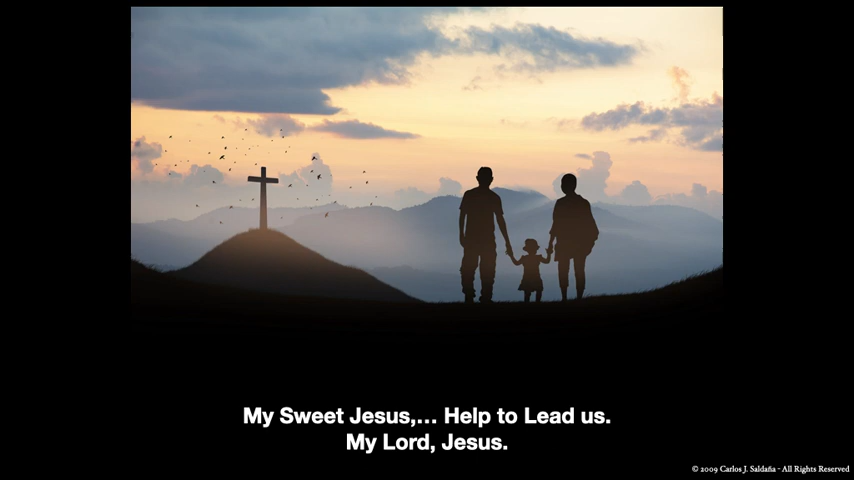 My Sweet Jesus,... Help to Lead us.
My Lord, Jesus.
© 2009 Carlos J. Saldaña - All Rights Reserved